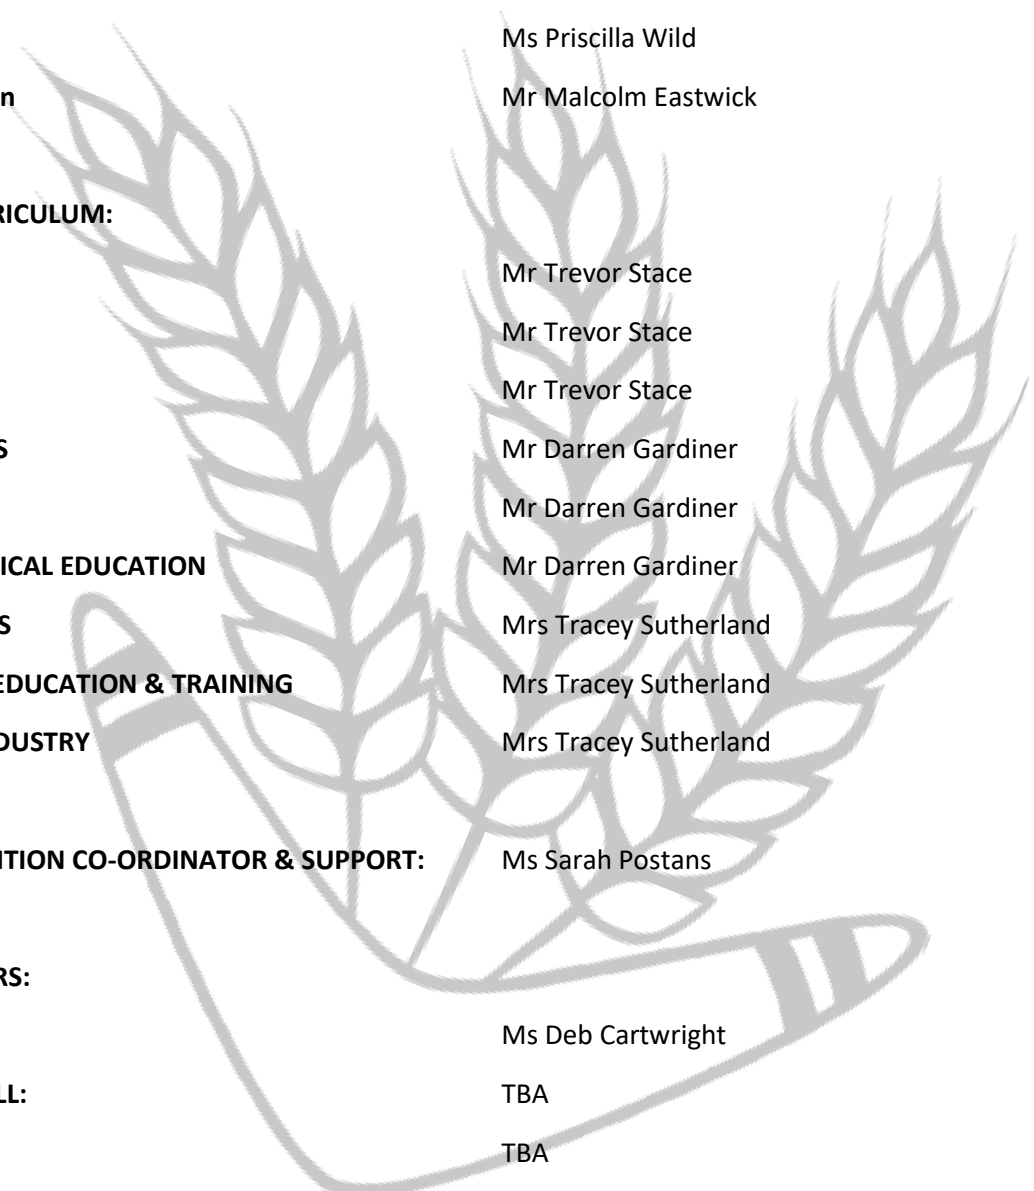 Ms Priscilla Wild
n Mr Malcolm Eastwick
RICULUM:
Mr Trevor Stace
Mr Trevor Stace
Mr Trevor Stace
S Mr Darren Gardiner
Mr Darren Gardiner
ICAL EDUCATION Mr Darren Gardiner
S Mrs Tracey Sutherland
EDUCATION & TRAINING Mrs Tracey Sutherland
DUSTRY Mrs Tracey Sutherland
ITION CO-ORDINATOR & SUPPORT: Ms Sarah Postans
RS:
Ms Deb Cartwright
LL: TBA
TBA